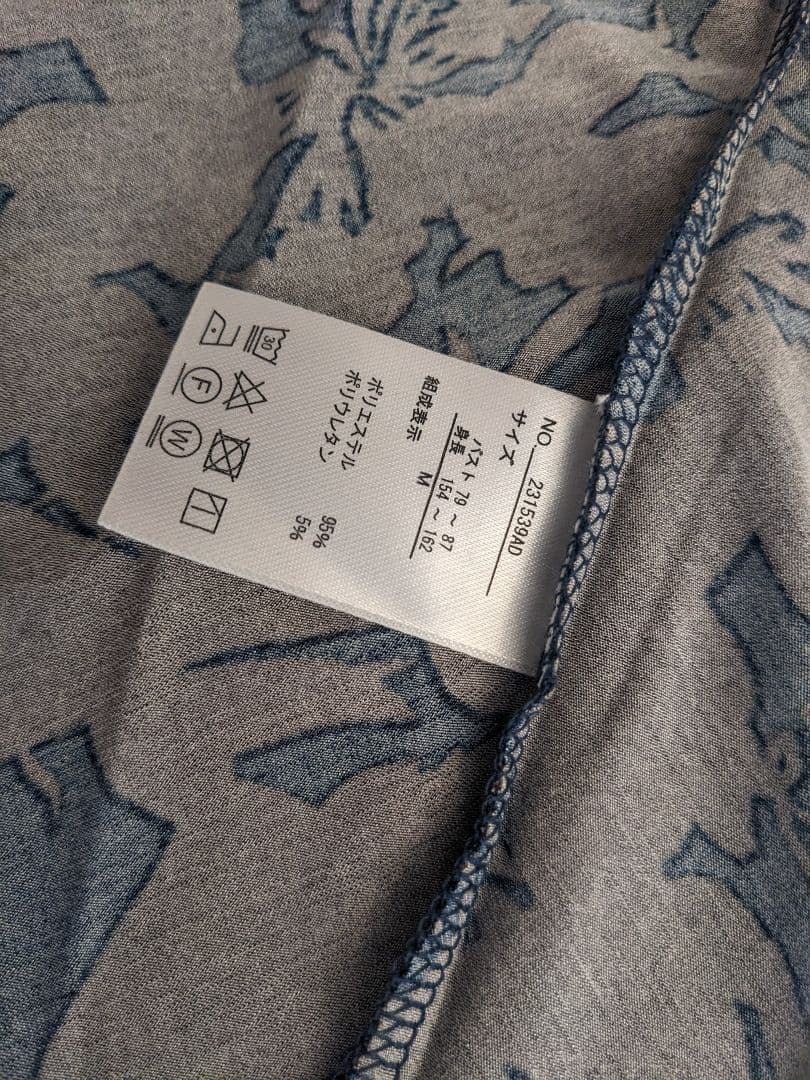 NO. 231539AD
サイズ M
バスト 79 ~ 87
身長 154 ~ 162
組成表示
ポリエステル 95%
ポリウレタン 5%
30
F W